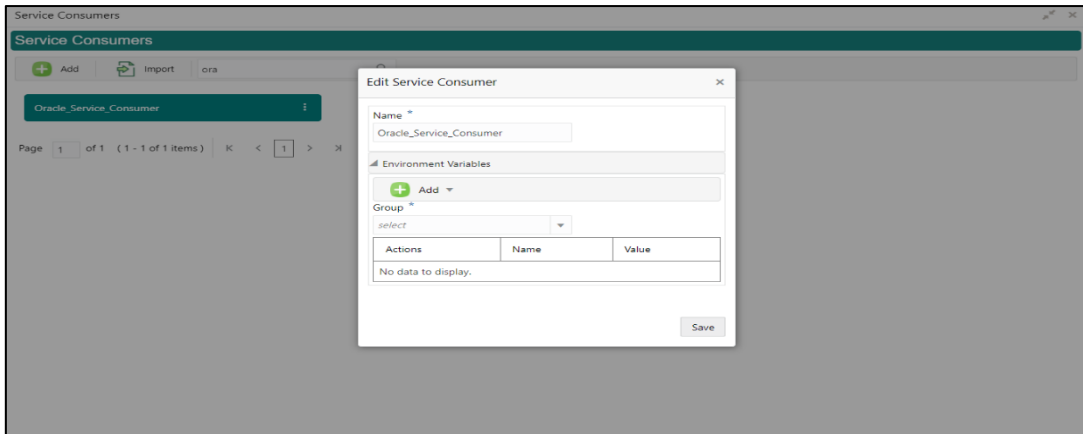 Service Consumers
Service Consumers
Add Import ora
Oracle_Service_Consumer
Page 1 of 1 (1 - 1 of 1 items) K < 1 > >I
Edit Service Consumer
Name *
Oracle_Service_Consumer
Environment Variables
Add
Group *
select
Actions Name Value
No data to display.
Save